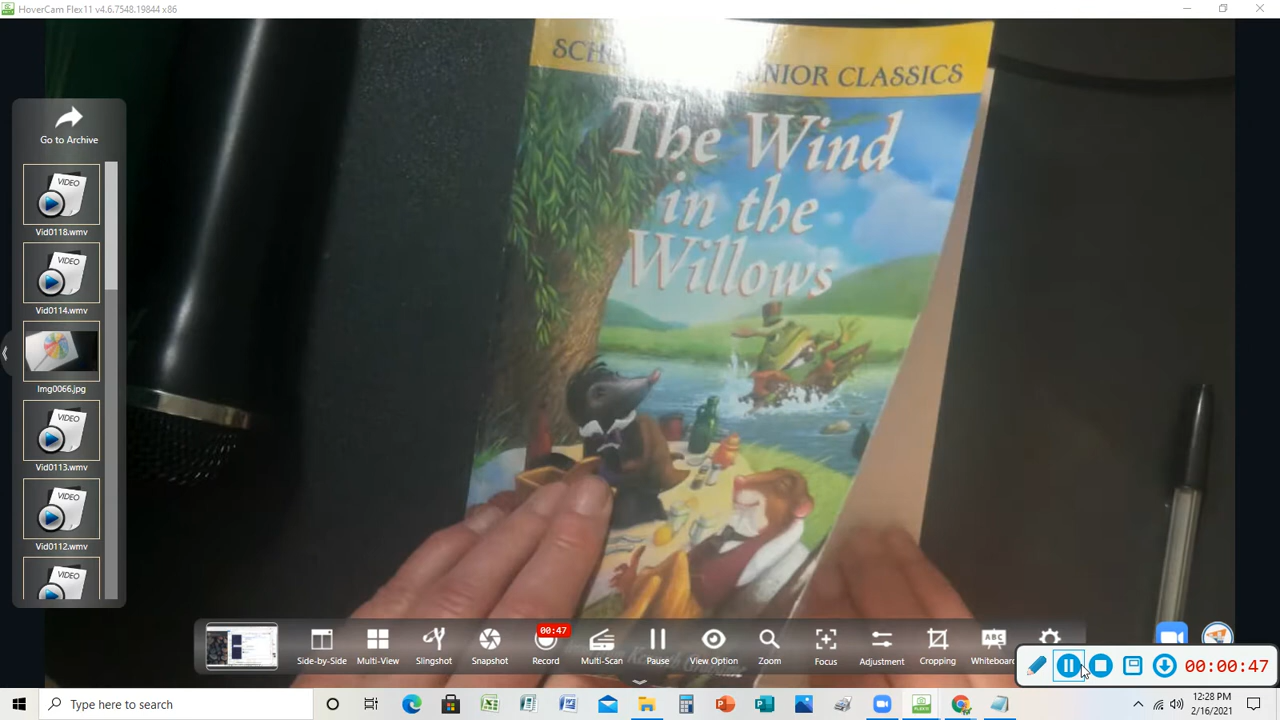 HoverCam Flex11 v4.6.7548.19844 x86
JUNIOR CLASSICS
The Wind
in the
Willows
Go to Archive
VIDEO
Vid0118.wmv
VIDEO
Vid0114.wmv
Img0066.jpg
VIDEO
Vid0113.wmv
VIDEO
Vid0112.wmv
VIDEO
00:47
ABC
Side-by-Side Multi-View Slingshot Snapshot Record Multi-Scan Pause View Option Zoom Focus Adjustment Cropping Whiteboard
00:00:47
Type here to search
12:28 PM
2/16/2021